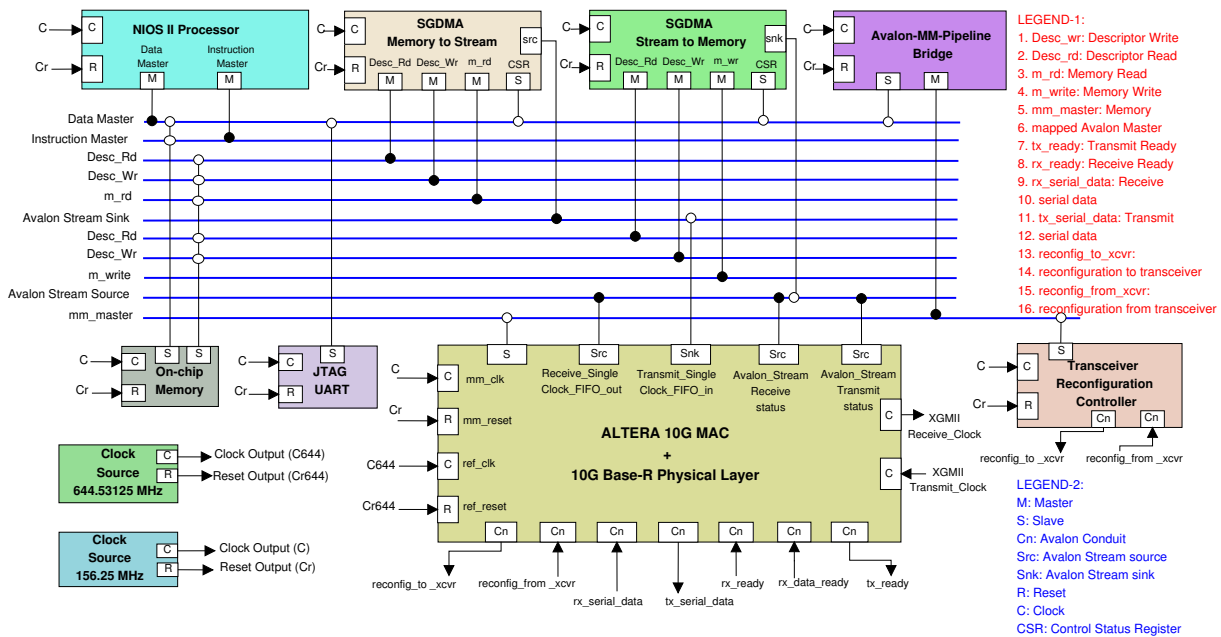 NIOS II Processor
C
R
C
Cr
Data
Master
Instruction
Master
M
M
SGDMA
Memory to Stream
src
C
R
C
Cr
Desc_Rd
Desc_Wr
m_rd
CSR
M
M
M
S
SGDMA
Stream to Memory
snk
C
R
C
Cr
Desc_Rd
Desc_Wr
m_wr
CSR
M
M
M
S
Avalon-MM-Pipeline
Bridge
C
R
C
Cr
S
M
LEGEND-1:
1. Desc_wr: Descriptor Write
2. Desc_rd: Descriptor Read
3. m_rd: Memory Read
4. m_write: Memory Write
5. mm_master: Memory
6. mapped Avalon Master
7. tx_ready: Transmit Ready
8. rx_ready: Receive Ready
9. rx_serial_data: Receive
10. serial data
11. tx_serial_data: Transmit
12. serial data
13. reconfig_to_xcvr:
14. reconfiguration to transceiver
15. reconfig_from_xcvr:
16. reconfiguration from transceiver
Data Master
Instruction Master
Desc_Rd
Desc_Wr
m_rd
Avalon Stream Sink
Desc_Rd
Desc_Wr
m_write
Avalon Stream Source
mm_master
C
Cr
C
R
S
S
On-chip
Memory
C
Cr
C
R
S
JTAG
UART
C
Cr
C644
Cr644
C
R
C
R
mm_clk
mm_reset
ref_clk
ref_reset
S
Src
Snk
Src
Src
Receive_Single
Clock_FIFO_out
Transmit_Single
Clock_FIFO_in
Avalon_Stream
Receive
status
Avalon_Stream
Transmit
status
ALTERA 10G MAC
+
10G Base-R Physical Layer
C
XGMII
Receive_Clock
C
XGMII
Transmit_Clock
Cn
Cn
Cn
Cn
Cn
Cn
Cn
reconfig_to _xcvr
reconfig_from _xcvr
rx_serial_data
tx_serial_data
rx_ready
rx_data_ready
tx_ready
C
Cr
C
R
S
Transceiver
Reconfiguration
Controller
Cn
Cn
reconfig_to _xcvr
reconfig_from _xcvr
Clock
Source
644.53125 MHz
C
R
Clock Output (C644)
Reset Output (Cr644)
Clock
Source
156.25 MHz
C
R
Clock Output (C)
Reset Output (Cr)
LEGEND-2:
M: Master
S: Slave
Cn: Avalon Conduit
Src: Avalon Stream source
Snk: Avalon Stream sink
R: Reset
C: Clock
CSR: Control Status Register